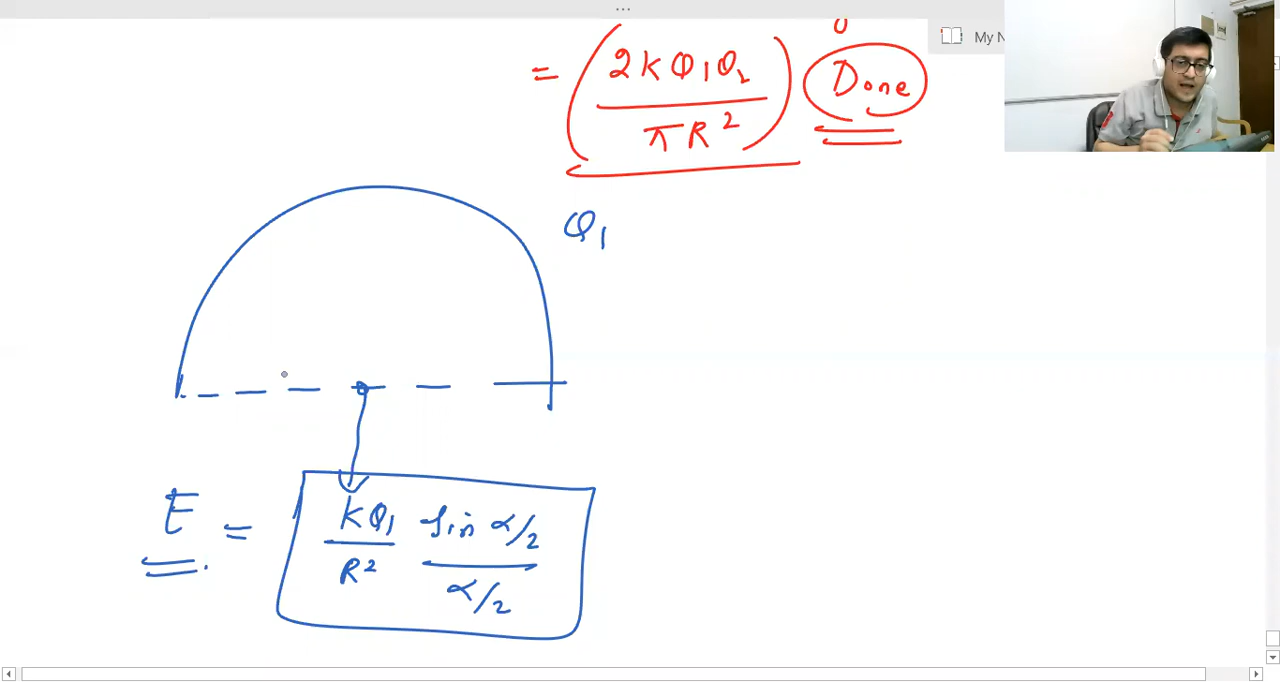 ...
= (2KQ₁Q₂ / πR²) Done
My N
Q₁
E = KQ₁/R² sin α/2 / α/2